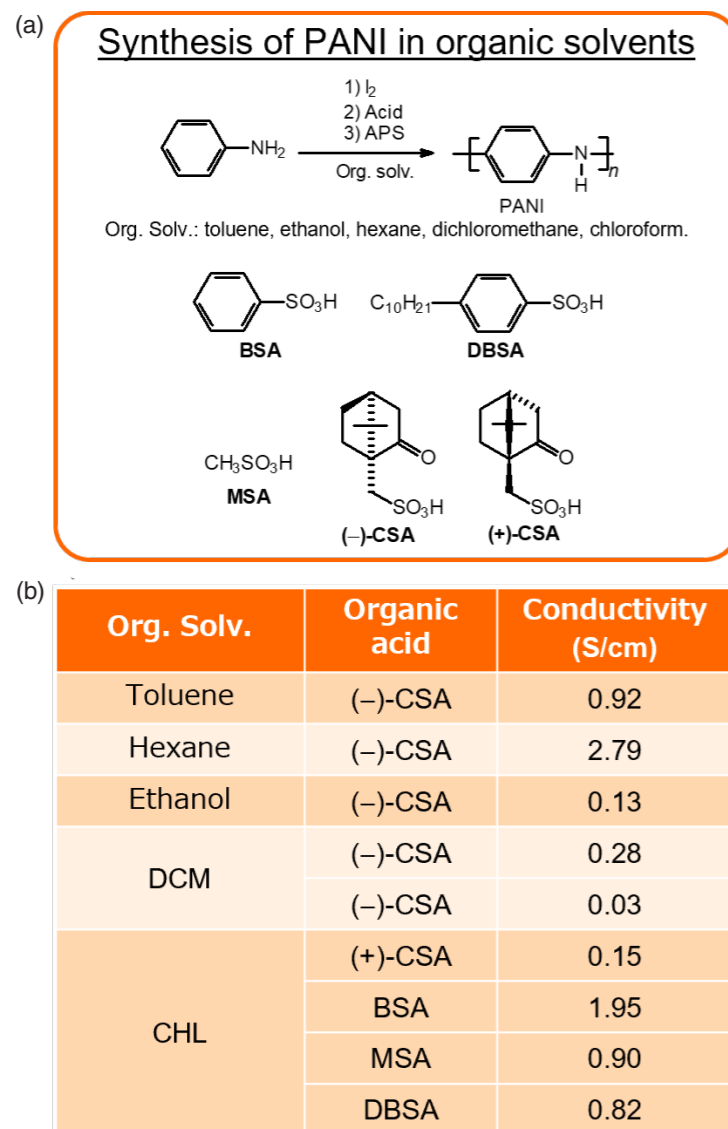 (a)
Synthesis of PANI in organic solvents
1) I₂
2) Acid
3) APS
NH₂
Org. solv.
N
H
n
PANI
Org. Solv.: toluene, ethanol, hexane, dichloromethane, chloroform.
SO₃H
BSA
C₁₀H₂₁
SO₃H
DBSA
CH₃SO₃H
MSA
O
SO₃H
(–)-CSA
O
SO₃H
(+)-CSA
(b)
Org. Solv. Organic acid Conductivity (S/cm)
Toluene (–)-CSA 0.92
Hexane (–)-CSA 2.79
Ethanol (–)-CSA 0.13
DCM (–)-CSA 0.28
(–)-CSA 0.03
CHL (+)-CSA 0.15
BSA 1.95
MSA 0.90
DBSA 0.82